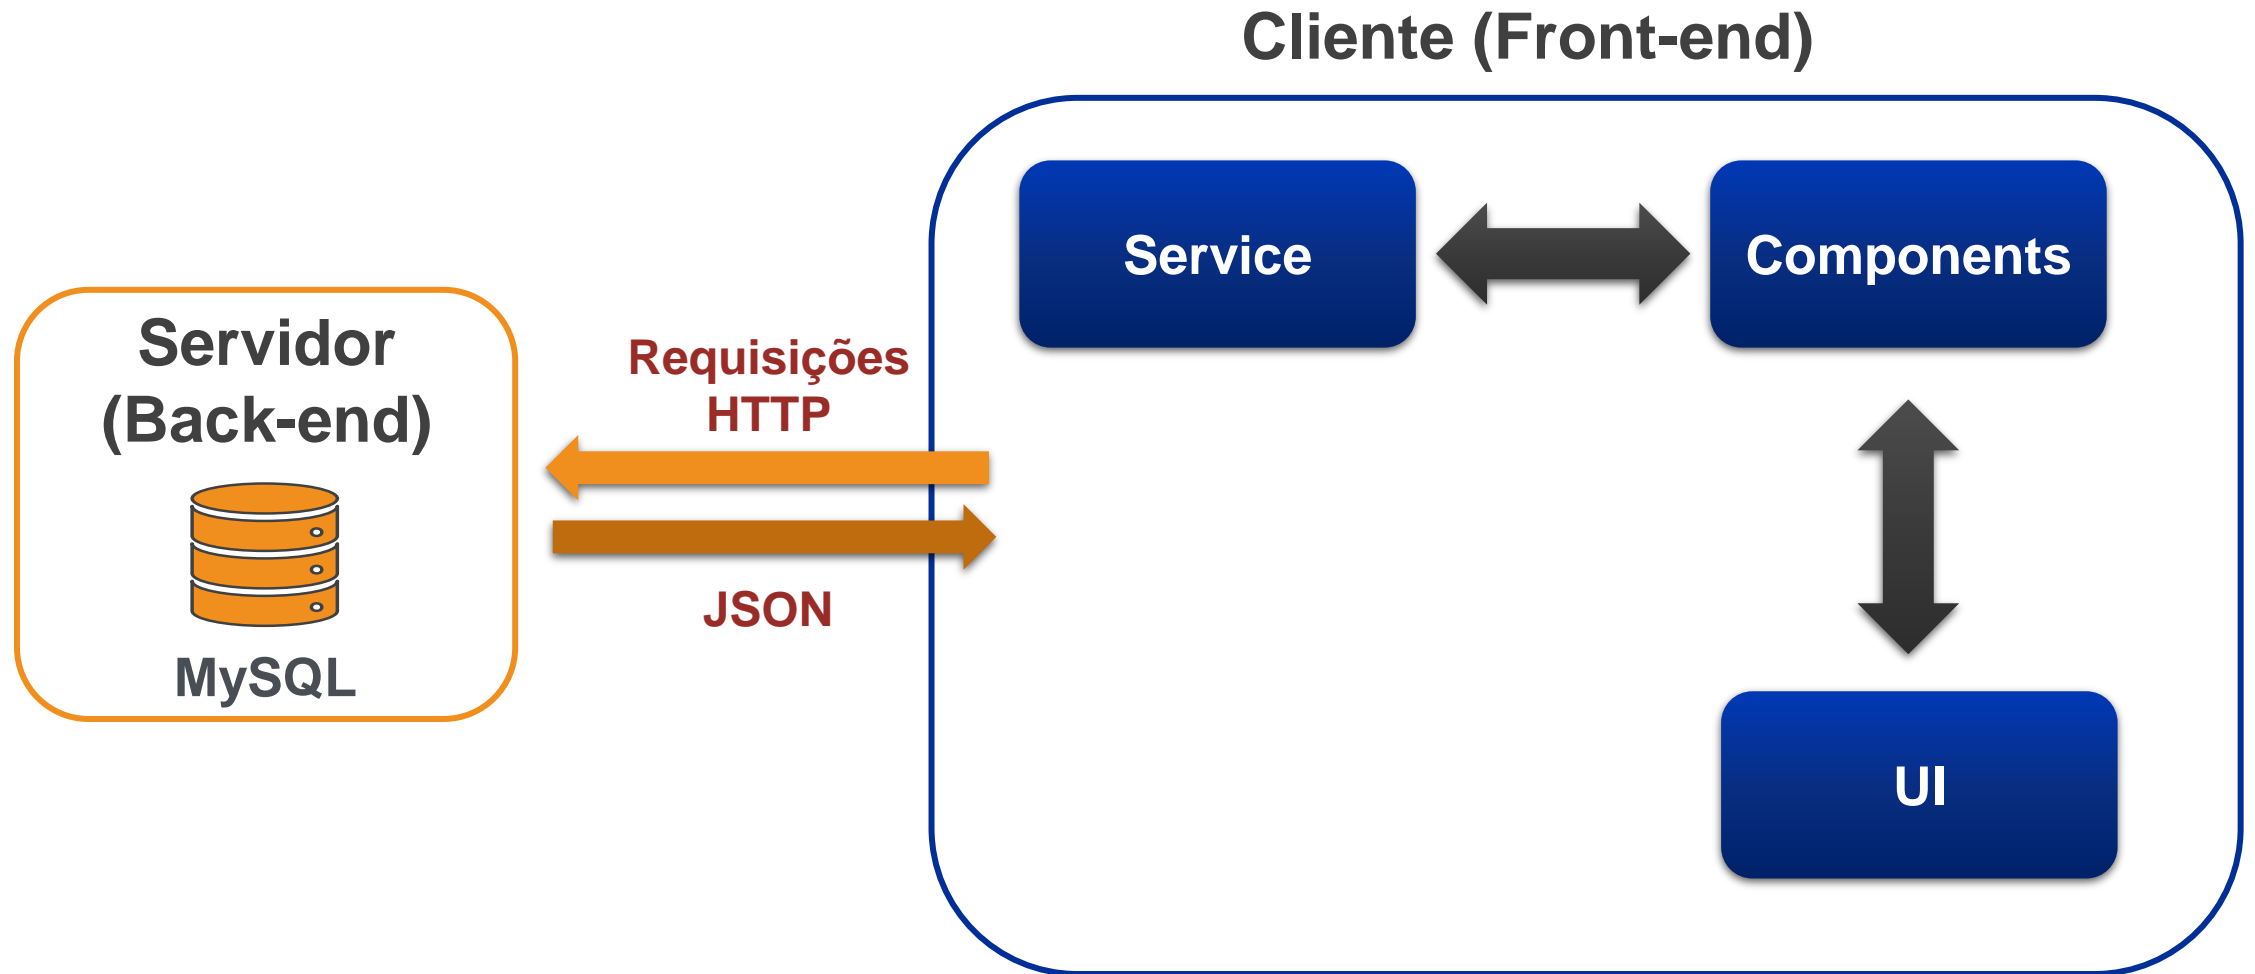 Cliente (Front-end)
Service
Components
Servidor
(Back-end)
MySQL
Requisições
HTTP
JSON
UI